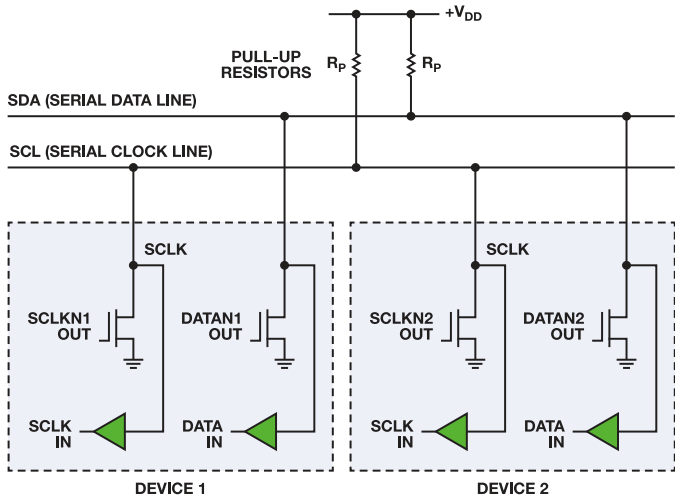 +VDD
PULL-UP
RESISTORS
RP
RP
SDA (SERIAL DATA LINE)
SCL (SERIAL CLOCK LINE)
SCLK
SCLKN1
OUT
DATAN1
OUT
SCLK
IN
DATA
IN
DEVICE 1
SCLK
SCLKN2
OUT
DATAN2
OUT
SCLK
IN
DATA
IN
DEVICE 2